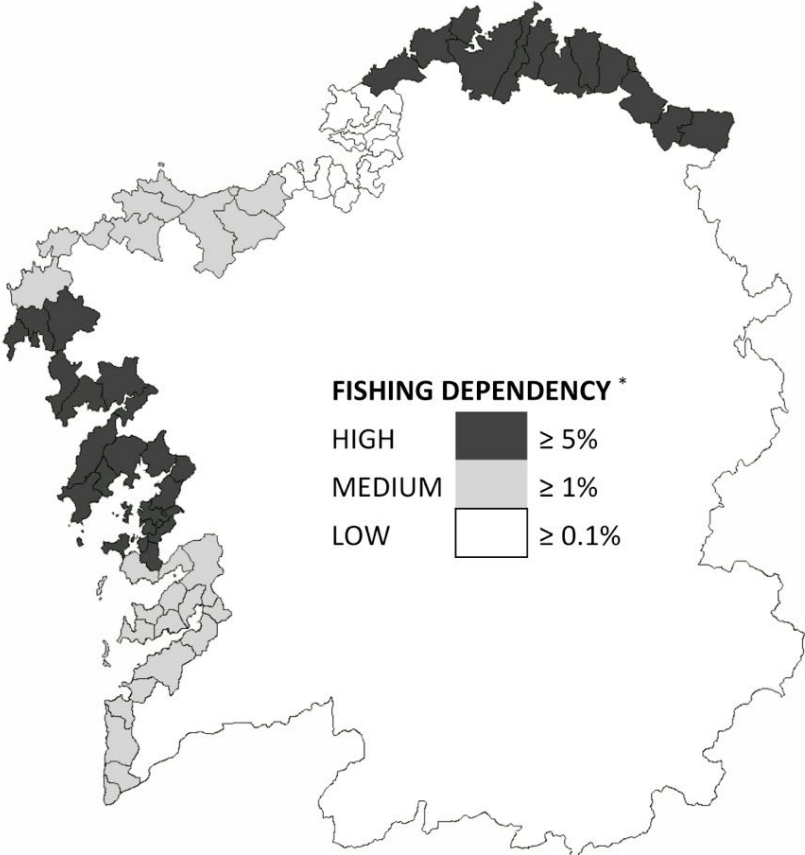 FISHING DEPENDENCY *
HIGH ≥ 5%
MEDIUM ≥ 1%
LOW ≥ 0.1%